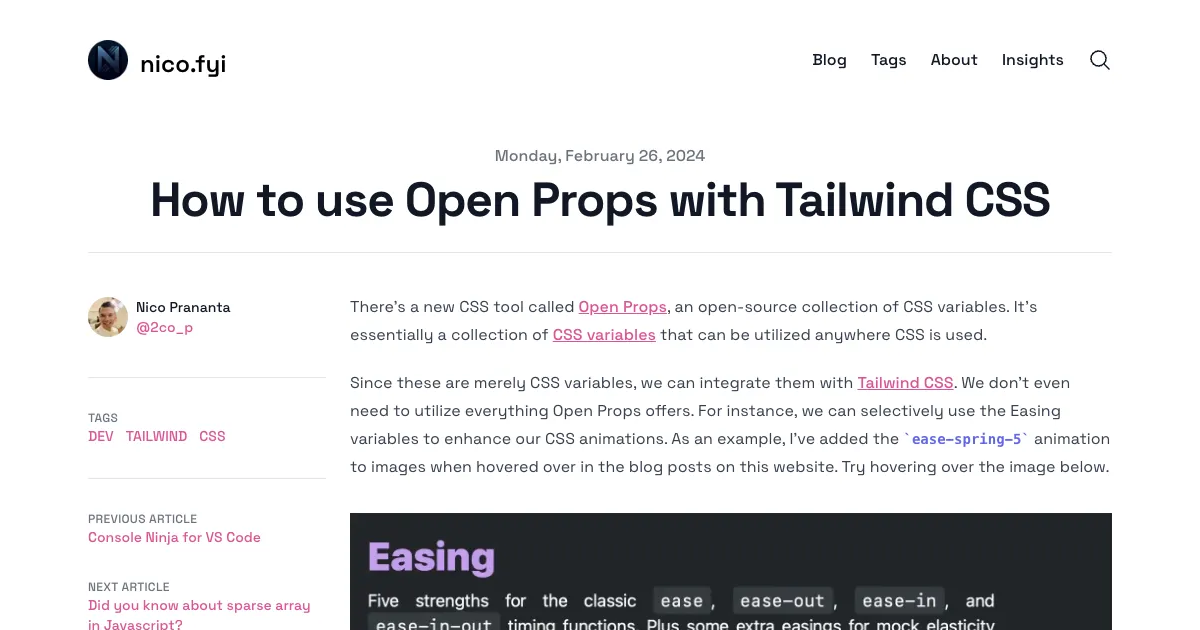 nico.fyi
Blog Tags About Insights
Monday, February 26, 2024
How to use Open Props with Tailwind CSS
Nico Prananta
@2co_p
TAGS
DEV TAILWIND CSS
PREVIOUS ARTICLE
Console Ninja for VS Code
NEXT ARTICLE
Did you know about sparse array
in Javascript?
There's a new CSS tool called Open Props, an open-source collection of CSS variables. It's
essentially a collection of CSS variables that can be utilized anywhere CSS is used.
Since these are merely CSS variables, we can integrate them with Tailwind CSS. We don't even
need to utilize everything Open Props offers. For instance, we can selectively use the Easing
variables to enhance our CSS animations. As an example, I've added the `ease-spring-5` animation
to images when hovered over in the blog posts on this website. Try hovering over the image below.
Easing
Five strengths for the classic ease, ease-out, ease-in, and
ease-in-out timing functions. Plus some extra easings for mock elasticity